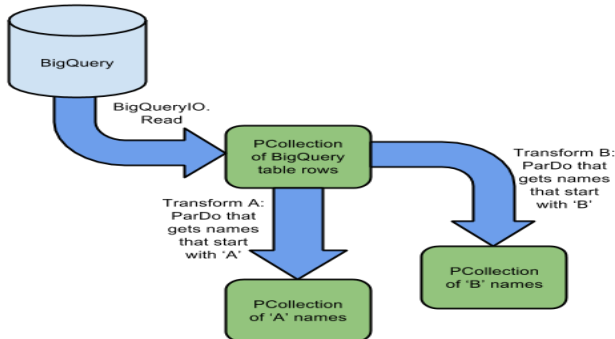 BigQuery
BigQueryIO.
Read
PCollection
of BigQuery
table rows
Transform A:
ParDo that
gets names
that start
with ‘A’
Transform B:
ParDo that
gets names
that start
with ‘B’
PCollection
of ‘A’ names
PCollection
of ‘B’ names